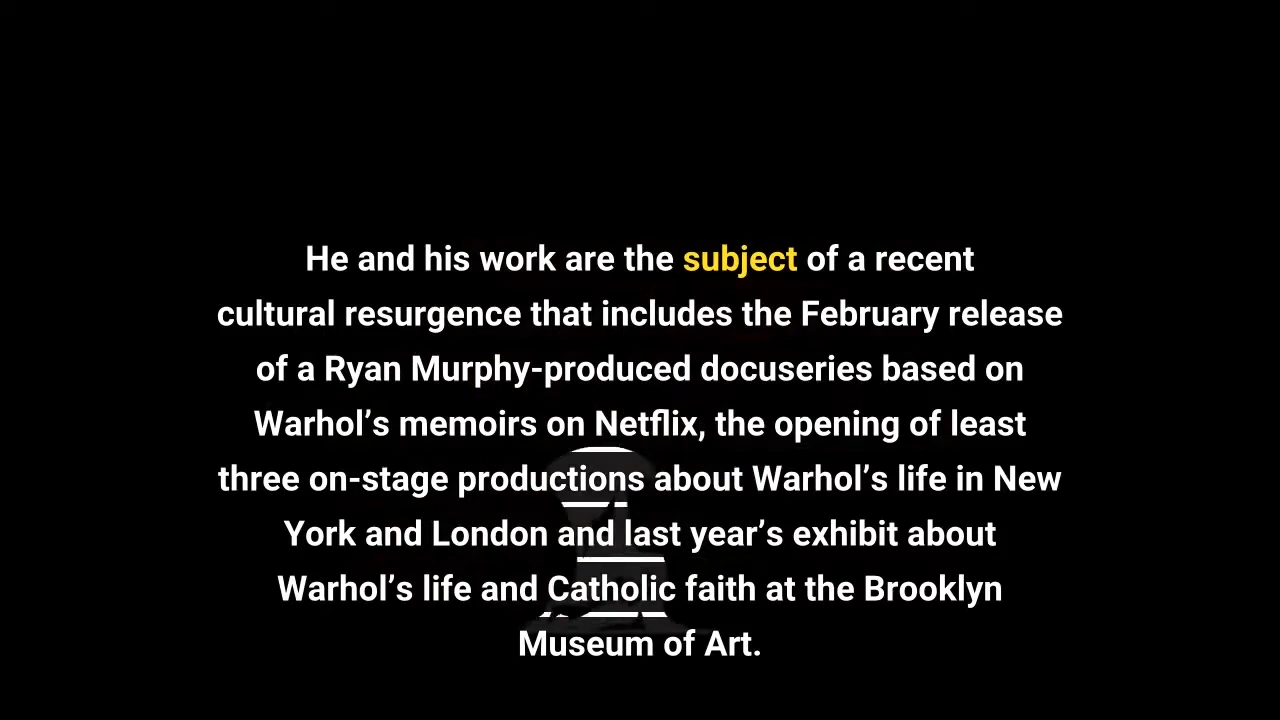 He and his work are the subject of a recent
cultural resurgence that includes the February release
of a Ryan Murphy-produced docuseries based on
Warhol’s memoirs on Netflix, the opening of least
three on-stage productions about Warhol’s life in New
York and London and last year’s exhibit about
Warhol’s life and Catholic faith at the Brooklyn
Museum of Art.